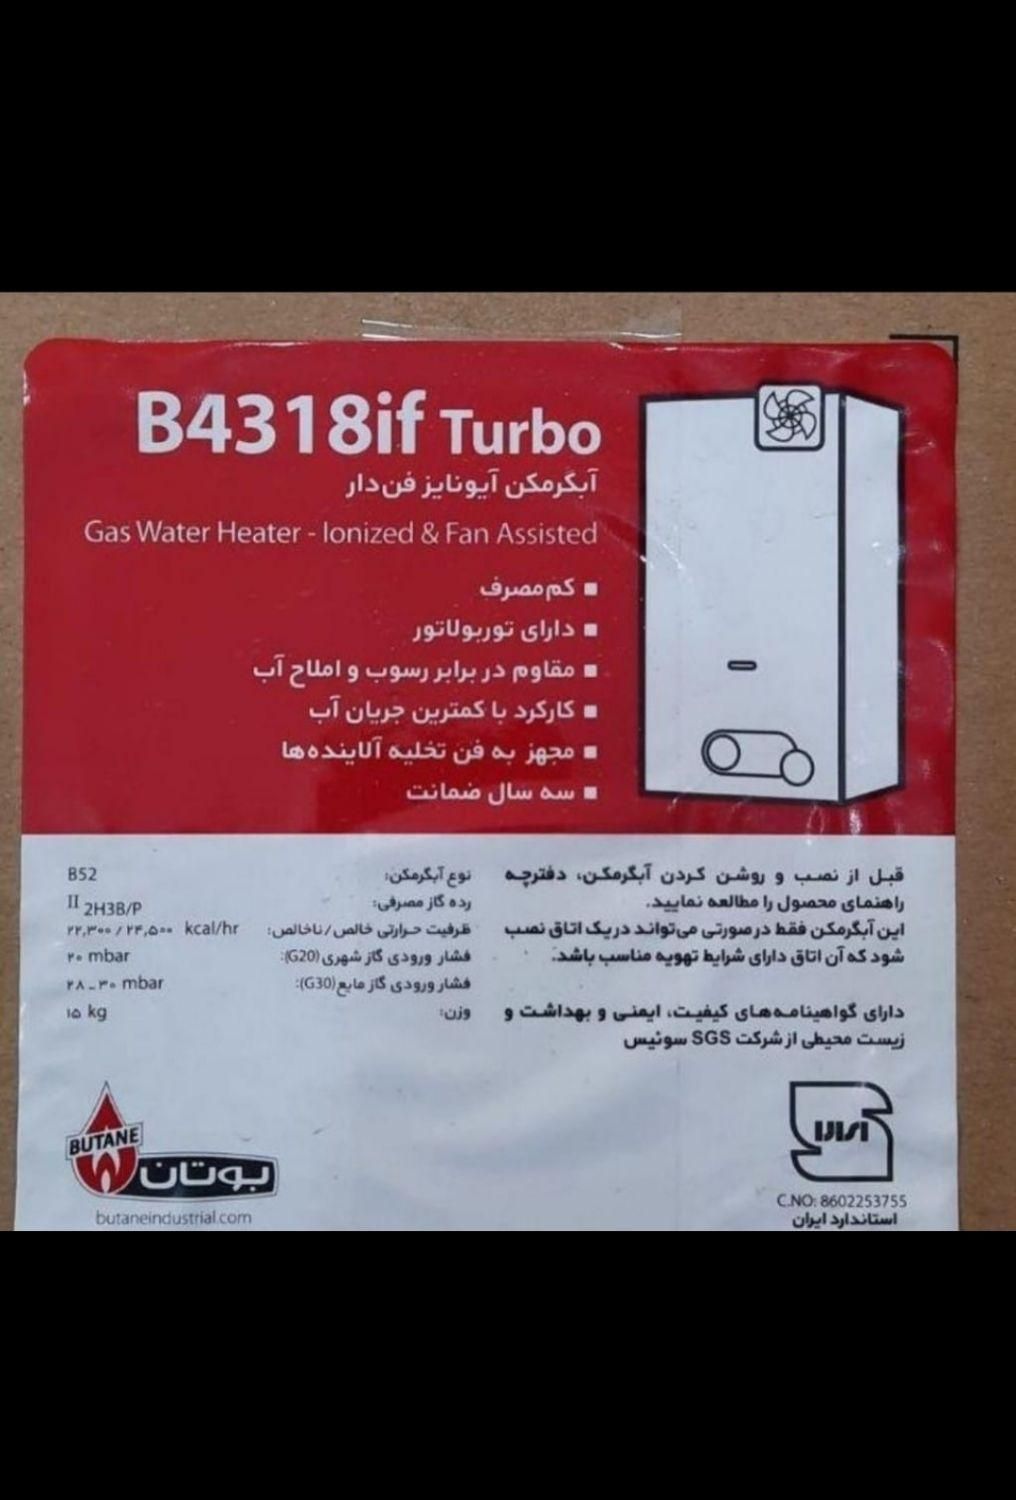 B4318if Turbo
آبگرمکن آیونایز فن‌دار
Gas Water Heater - Ionized & Fan Assisted
■ کم‌مصرف
■ دارای توربولاتور
■ مقاوم در برابر رسوب و املاح آب
■ کارکرد با کمترین جریان آب
■ مجهز به فن تخلیه آلاینده‌ها
■ سه سال ضمانت
قبل از نصب و روشن کردن آبگرمکن، دفترچه
راهنمای محصول را مطالعه نمایید.
این آبگرمکن فقط در صورتی می‌تواند در یک اتاق نصب
شود که آن اتاق دارای شرایط تهویه مناسب باشد.
دارای گواهینامه‌های کیفیت، ایمنی و بهداشت و
زیست محیطی از شرکت SGS سوئیس
نوع آبگرمکن: B52
رده گاز مصرفی: II 2H3B/P
ظرفیت حرارتی خالص/ناخالص: ۲۲,۳۰۰ / ۲۴,۵۰۰ kcal/hr
فشار ورودی گاز شهری (G20): ۲۰ mbar
فشار ورودی گاز مایع (G30): ۲۸ - ۳۰ mbar
وزن: ۱۵ kg
BUTANE
بوتان
butaneindustrial.com
C.NO: 8602253755
استاندارد ایران